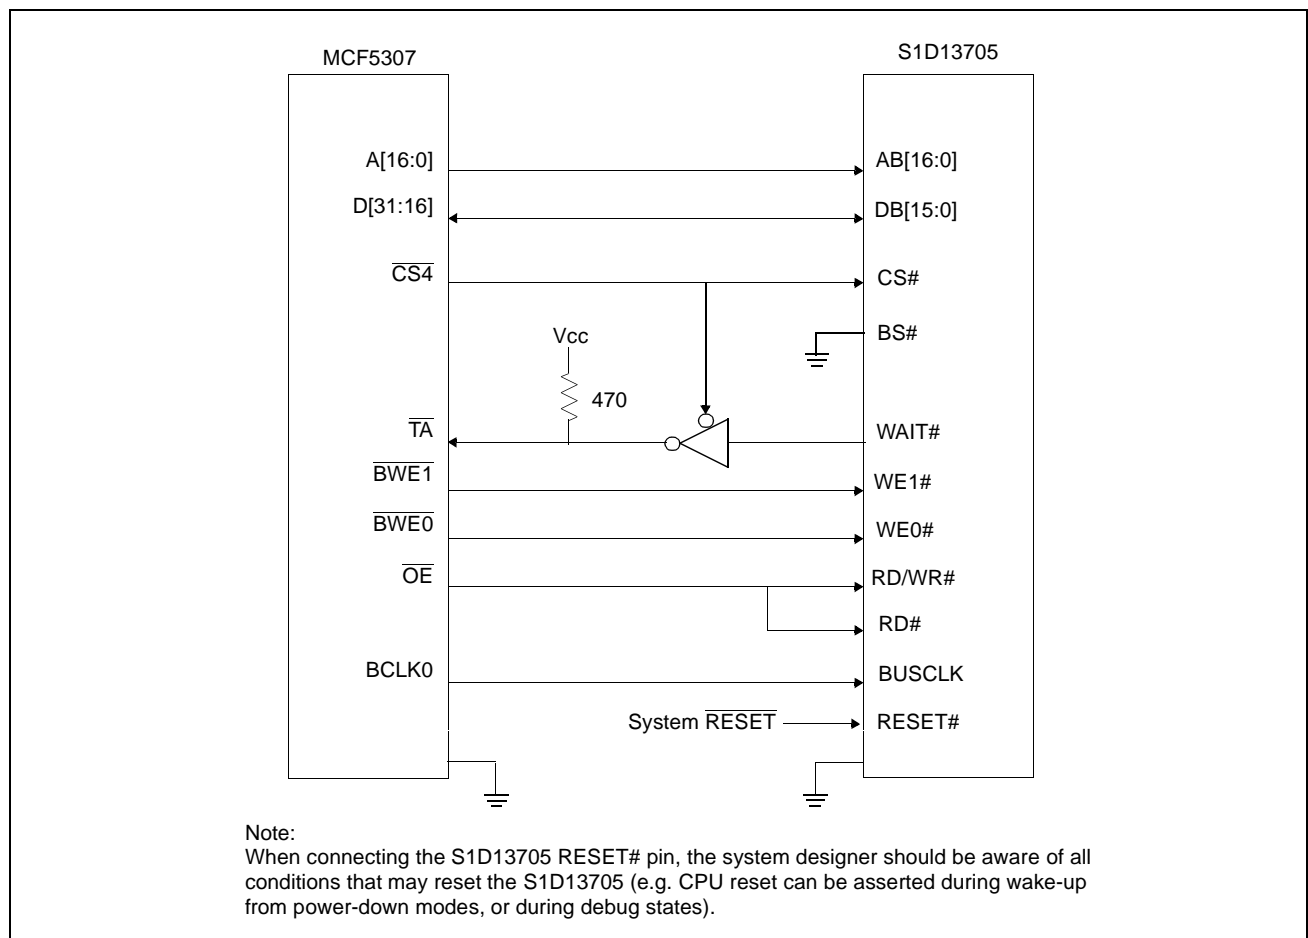 MCF5307
S1D13705
A[16:0]
AB[16:0]
D[31:16]
DB[15:0]
CS4
CS#
BS#
Vcc
470
TA
WAIT#
BWE1
WE1#
BWE0
WE0#
OE
RD/WR#
RD#
BCLK0
BUSCLK
System RESET
RESET#
Note:
When connecting the S1D13705 RESET# pin, the system designer should be aware of all
conditions that may reset the S1D13705 (e.g. CPU reset can be asserted during wake-up
from power-down modes, or during debug states).